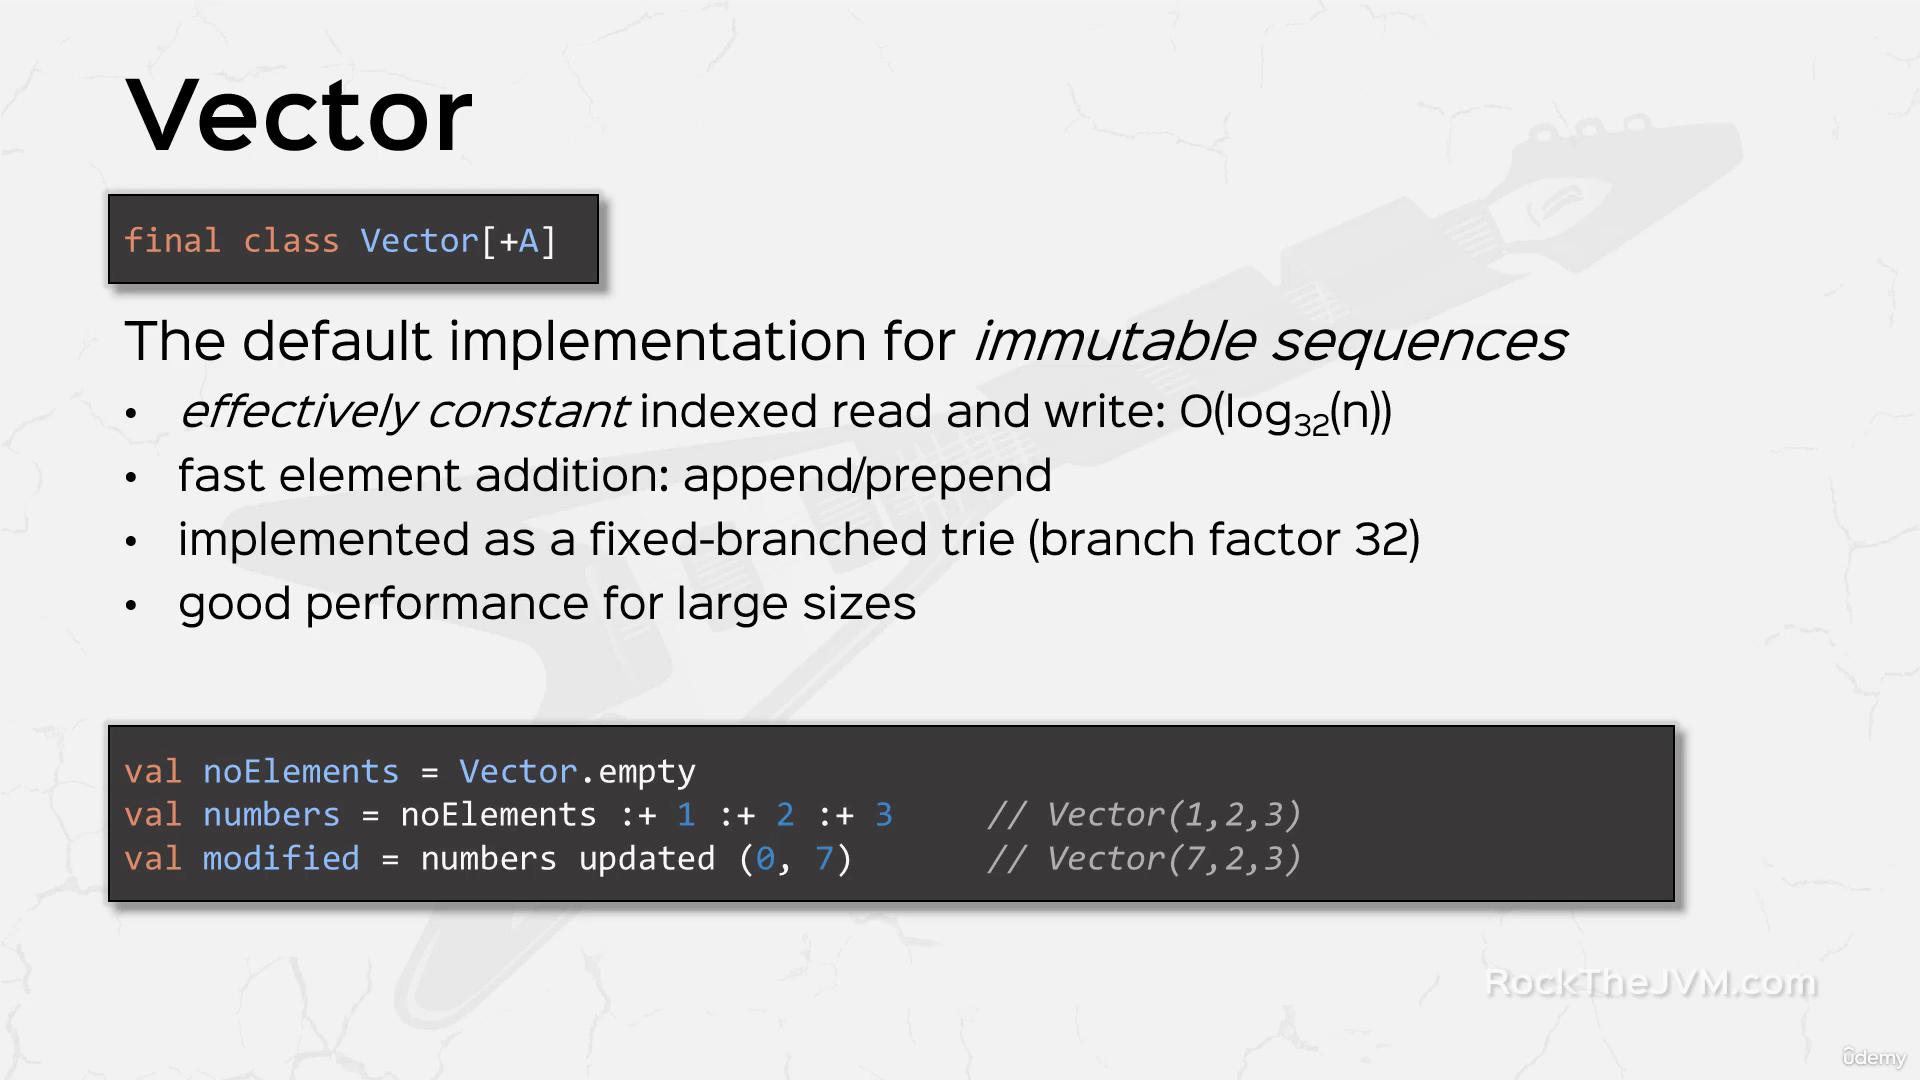 Vector
final class Vector[+A]
The default implementation for immutable sequences
• effectively constant indexed read and write: O(log32(n))
• fast element addition: append/prepend
• implemented as a fixed-branched trie (branch factor 32)
• good performance for large sizes
val noElements = Vector.empty
val numbers = noElements :+ 1 :+ 2 :+ 3 // Vector(1,2,3)
val modified = numbers updated (0, 7) // Vector(7,2,3)
RockTheJVM.com
ûdemy